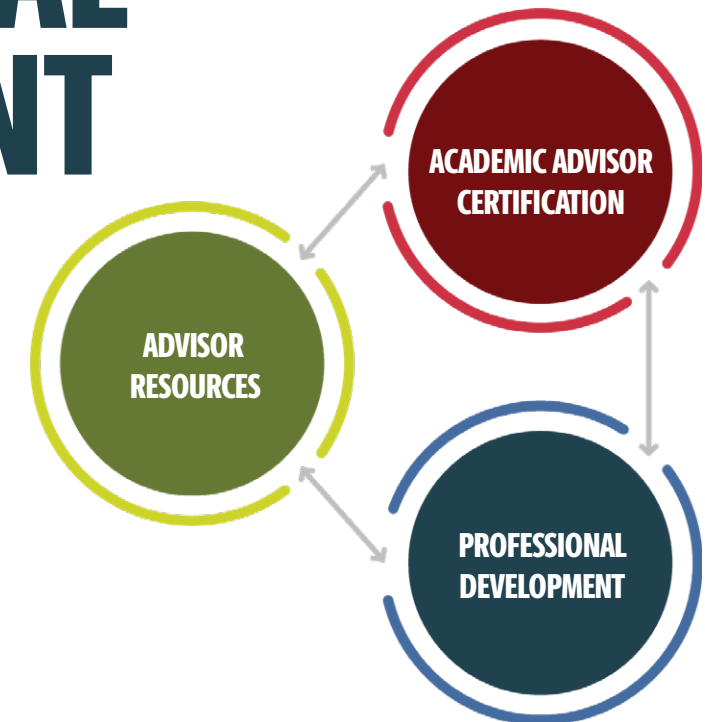 ACADEMIC ADVISOR
CERTIFICATION
ADVISOR
RESOURCES
PROFESSIONAL
DEVELOPMENT